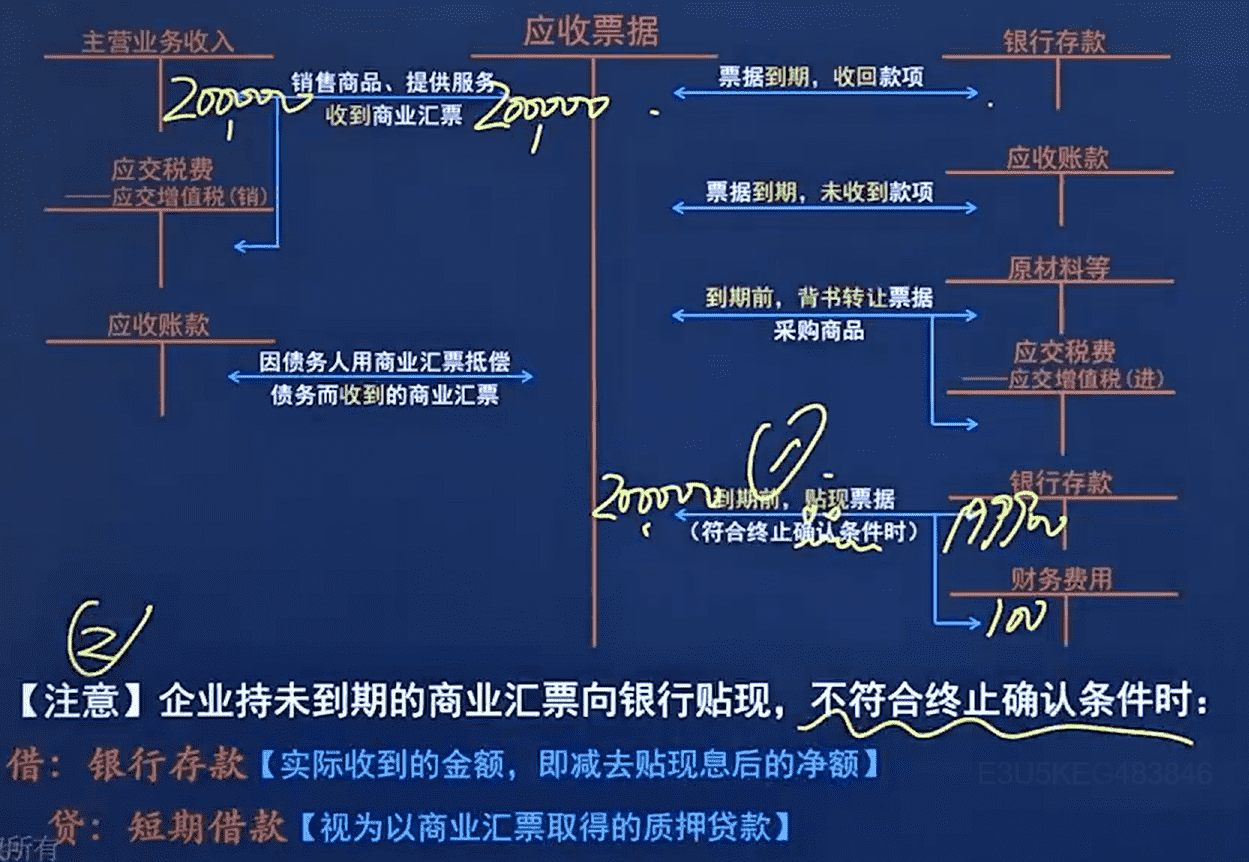 应收票据
主营业务收入
银行存款
销售商品、提供服务
收到商业汇票
200000
200000
票据到期，收回款项
应交税费
——应交增值税(销)
应收账款
票据到期，未收到款项
原材料等
到期前，背书转让票据
采购商品
应收账款
应交税费
——应交增值税(进)
因债务人用商业汇票抵偿
债务而收到的商业汇票
银行存款
200000
到期前，贴现票据
（符合终止确认条件时）
财务费用
100
②
【注意】企业持未到期的商业汇票向银行贴现，不符合终止确认条件时：
借：银行存款【实际收到的金额，即减去贴现息后的净额】
E3U5KEG483846
贷：短期借款【视为以商业汇票取得的质押贷款】
所有